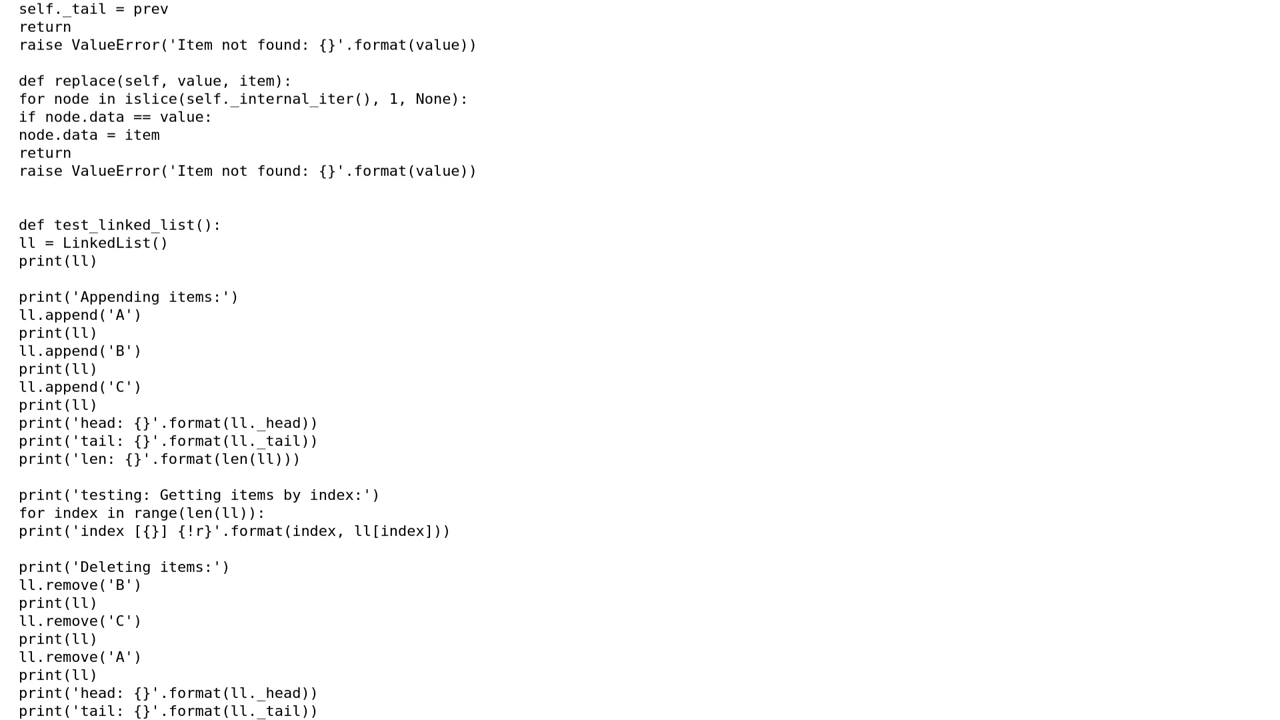 self._tail = prev
return
raise ValueError('Item not found: {}'.format(value))

def replace(self, value, item):
for node in islice(self._internal_iter(), 1, None):
if node.data == value:
node.data = item
return
raise ValueError('Item not found: {}'.format(value))


def test_linked_list():
ll = LinkedList()
print(ll)

print('Appending items:')
ll.append('A')
print(ll)
ll.append('B')
print(ll)
ll.append('C')
print(ll)
print('head: {}'.format(ll._head))
print('tail: {}'.format(ll._tail))
print('len: {}'.format(len(ll)))

print('testing: Getting items by index:')
for index in range(len(ll)):
print('index [{}] {!r}'.format(index, ll[index]))

print('Deleting items:')
ll.remove('B')
print(ll)
ll.remove('C')
print(ll)
ll.remove('A')
print(ll)
print('head: {}'.format(ll._head))
print('tail: {}'.format(ll._tail))